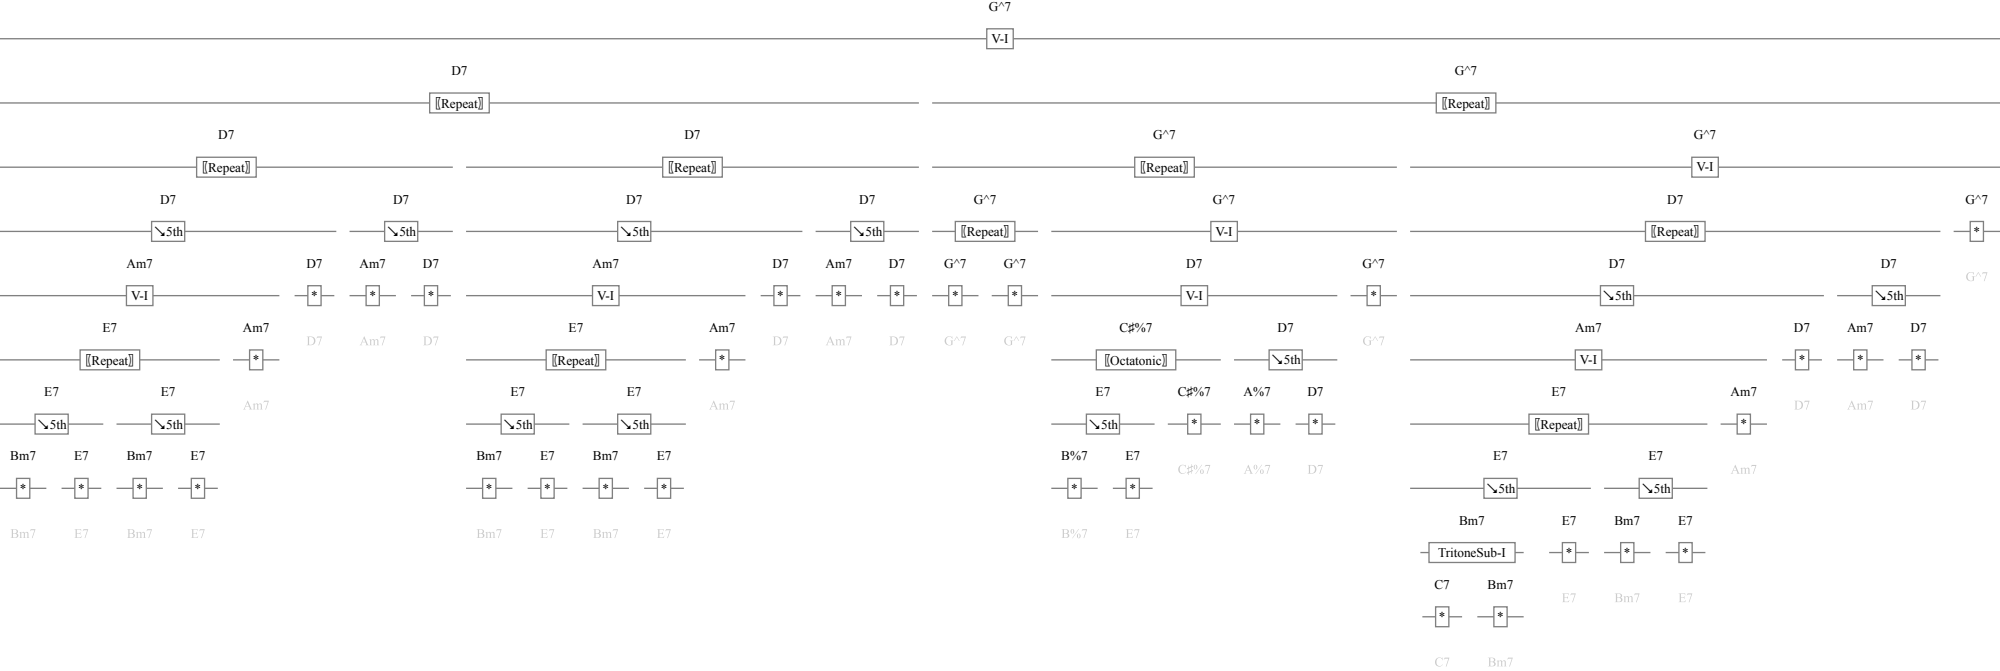 G^7
V-I
D7 G^7
⟦Repeat⟧ ⟦Repeat⟧
D7 D7 G^7 G^7
⟦Repeat⟧ ⟦Repeat⟧ ⟦Repeat⟧ V-I
D7 D7 D7 D7 G^7 G^7 D7 G^7
↘5th ↘5th ↘5th ↘5th ⟦Repeat⟧ V-I ⟦Repeat⟧ *
Am7 D7 Am7 D7 Am7 D7 Am7 D7 G^7 G^7 D7 G^7 D7 D7 G^7
V-I * * * V-I * * * * * V-I * ↘5th ↘5th
E7 Am7 D7 Am7 D7 E7 Am7 D7 Am7 D7 G^7 G^7 C♯%7 D7 G^7 Am7 D7 Am7 D7
⟦Repeat⟧ * ⟦Repeat⟧ * ⟦Octatonic⟧ ↘5th V-I * * *
E7 E7 Am7 E7 E7 Am7 E7 C♯%7 A%7 D7 E7 Am7 D7 Am7 D7
↘5th ↘5th ↘5th ↘5th ↘5th * * * ⟦Repeat⟧ *
Bm7 E7 Bm7 E7 Bm7 E7 Bm7 E7 B%7 E7 C♯%7 A%7 D7 E7 E7 Am7
* * * * * * * * * * ↘5th ↘5th
Bm7 E7 Bm7 E7 Bm7 E7 Bm7 E7 B%7 E7 Bm7 E7 Bm7 E7
TritoneSub-I * * *
C7 Bm7 E7 Bm7 E7
* *
C7 Bm7